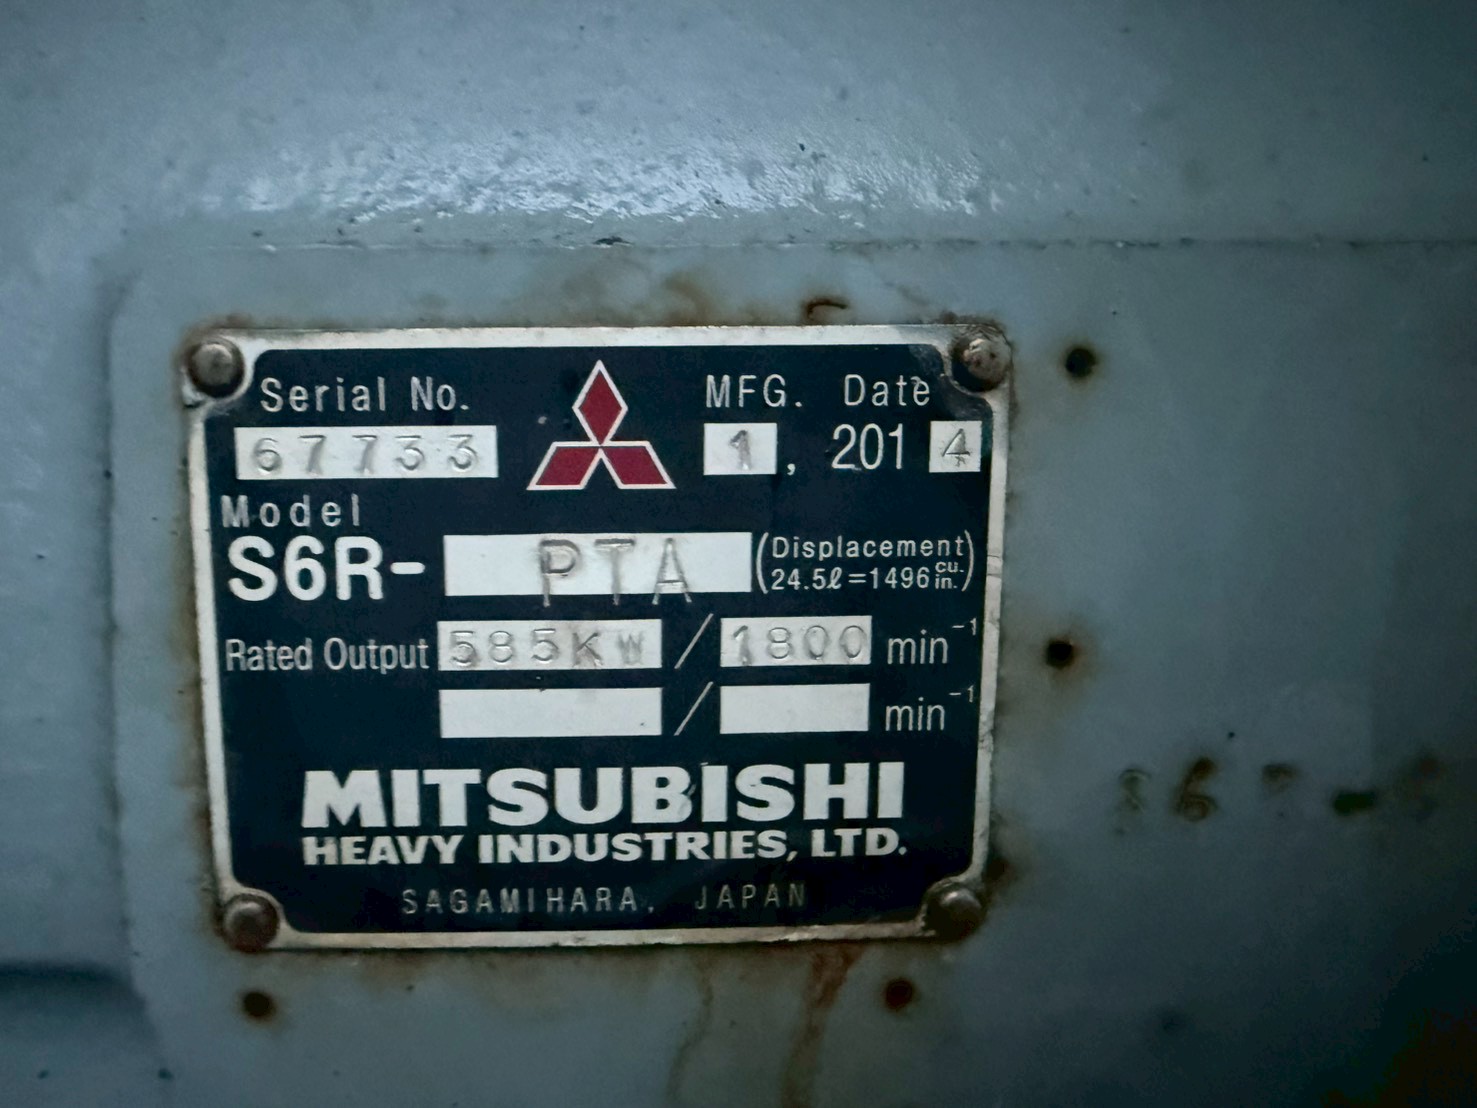 Serial No.
67733
MFG. Date
1, 2014
Model
S6R-PTA
(Displacement
24.5ℓ=1496 cu. in.)
Rated Output 585KW / 1800 min⁻¹
/ min⁻¹
MITSUBISHI
HEAVY INDUSTRIES, LTD.
SAGAMIHARA, JAPAN